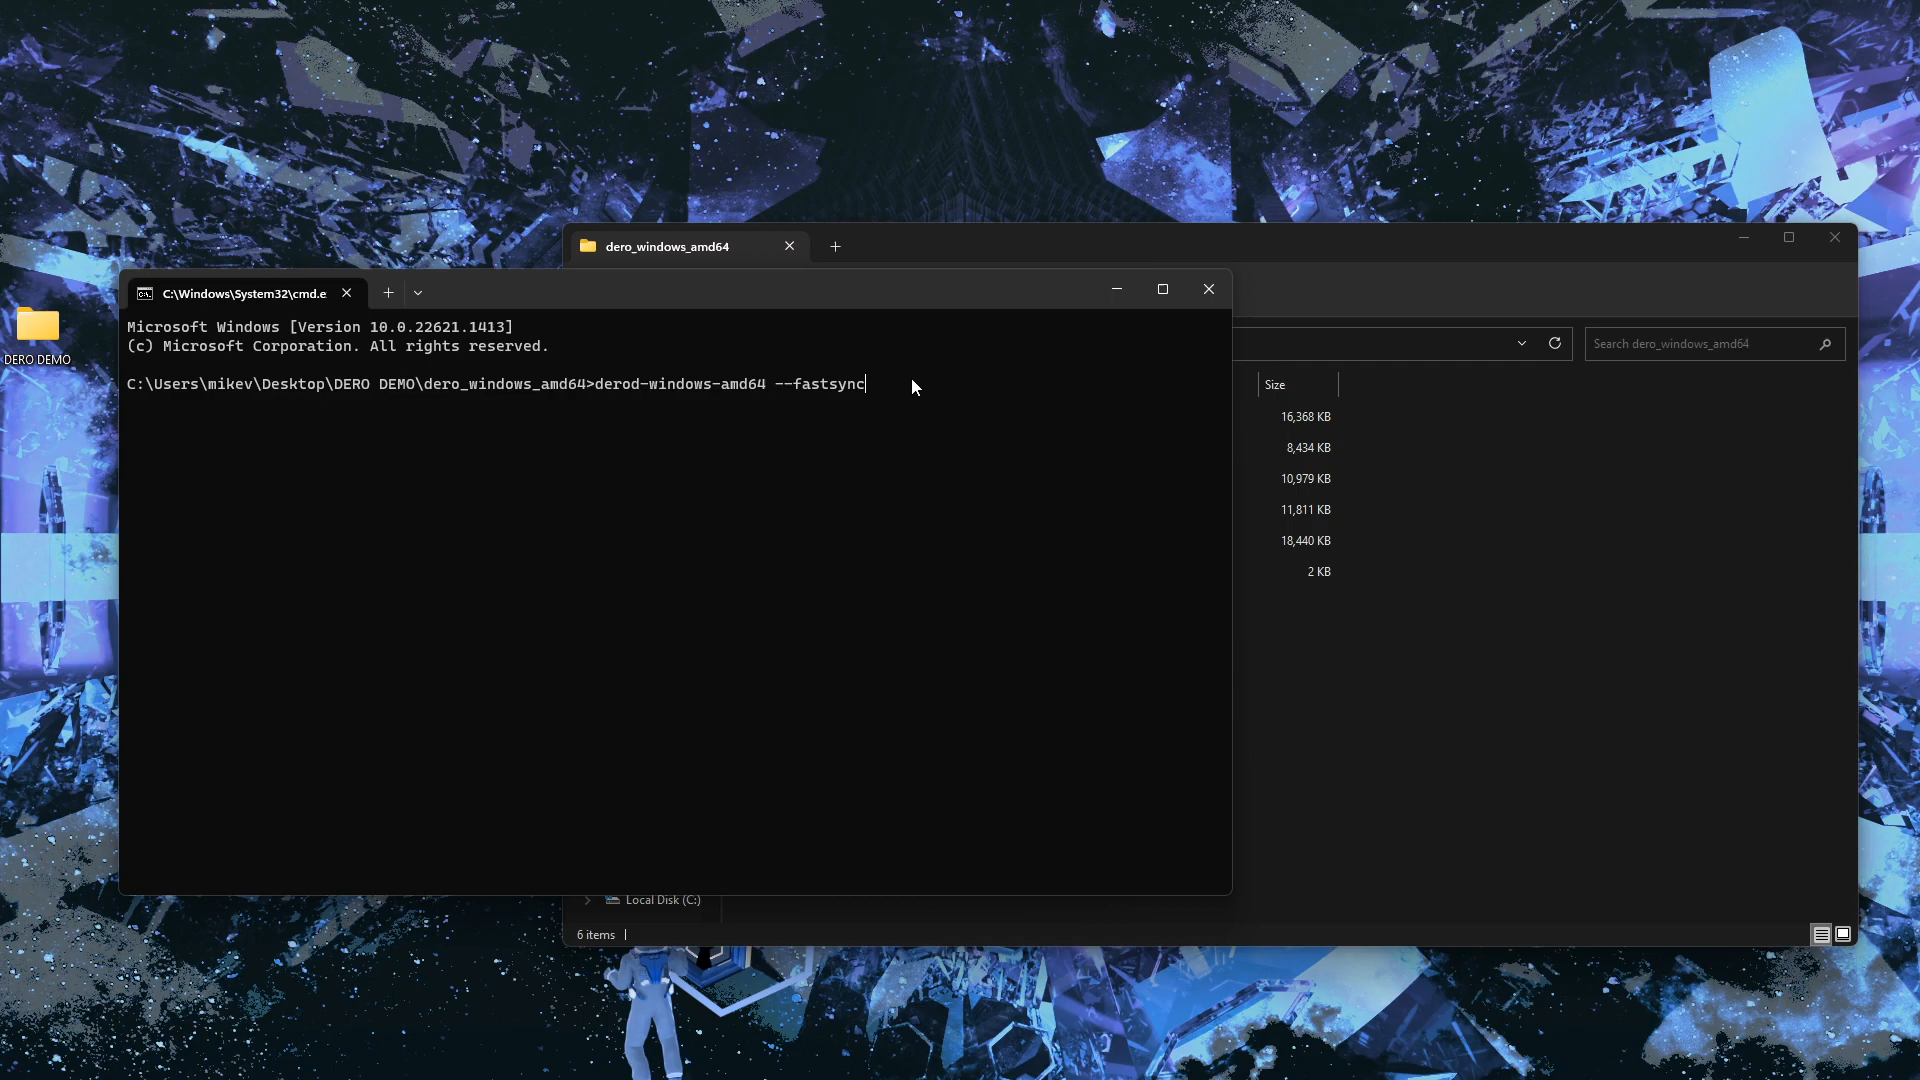 dero_windows_amd64
C:\Windows\System32\cmd.e
Microsoft Windows [Version 10.0.22621.1413]
(c) Microsoft Corporation. All rights reserved.
C:\Users\mikev\Desktop\DERO DEMO\dero_windows_amd64>derod-windows-amd64 --fastsync
DERO DEMO
Search dero_windows_amd64
Size
16,368 KB
8,434 KB
10,979 KB
11,811 KB
18,440 KB
2 KB
Local Disk (C:)
6 items